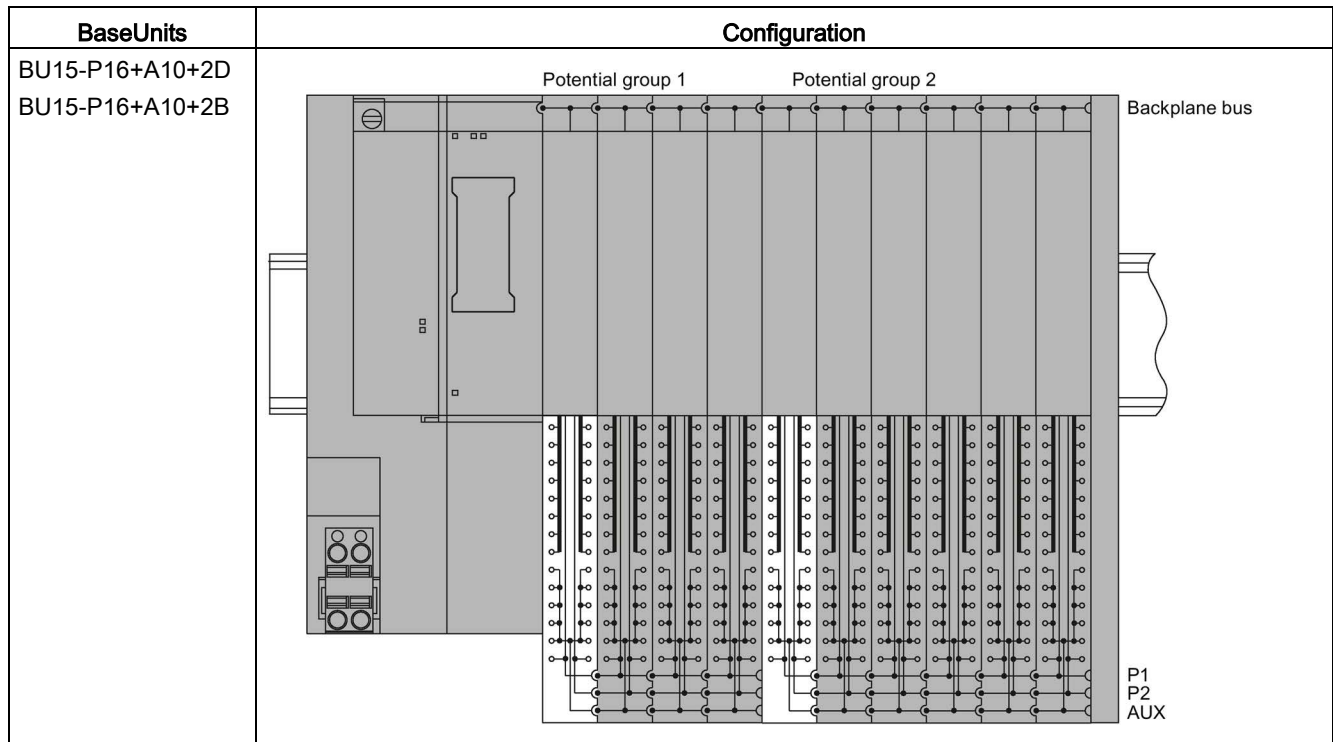 BaseUnits
Configuration
BU15-P16+A10+2D
BU15-P16+A10+2B
Potential group 1
Potential group 2
Backplane bus
P1
P2
AUX